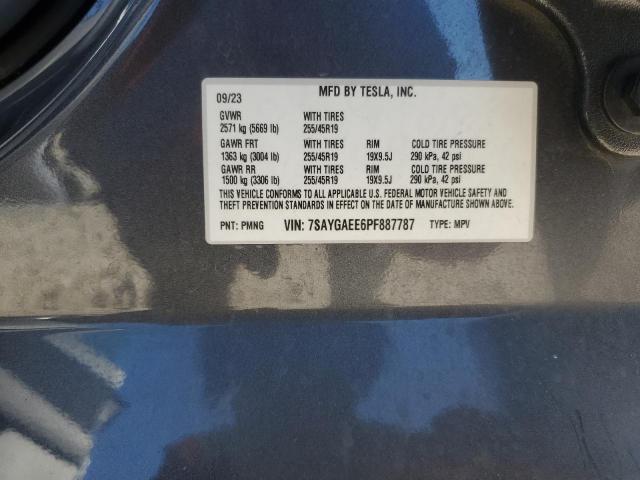 MFD BY TESLA, INC.
09/23
GVWR WITH TIRES
2571 kg (5669 lb) 255/45R19
GAWR FRT WITH TIRES RIM COLD TIRE PRESSURE
1363 kg (3004 lb) 255/45R19 19X9.5J 290 kPa, 42 psi
GAWR RR WITH TIRES RIM COLD TIRE PRESSURE
1500 kg (3306 lb) 255/45R19 19X9.5J 290 kPa, 42 psi
THIS VEHICLE CONFORMS TO ALL APPLICABLE U.S. FEDERAL MOTOR VEHICLE SAFETY AND
THEFT PREVENTION STANDARDS IN EFFECT ON THE DATE OF MANUFACTURE SHOWN ABOVE.
PNT: PMNG VIN: 7SAYGAEE6PF887787 TYPE: MPV